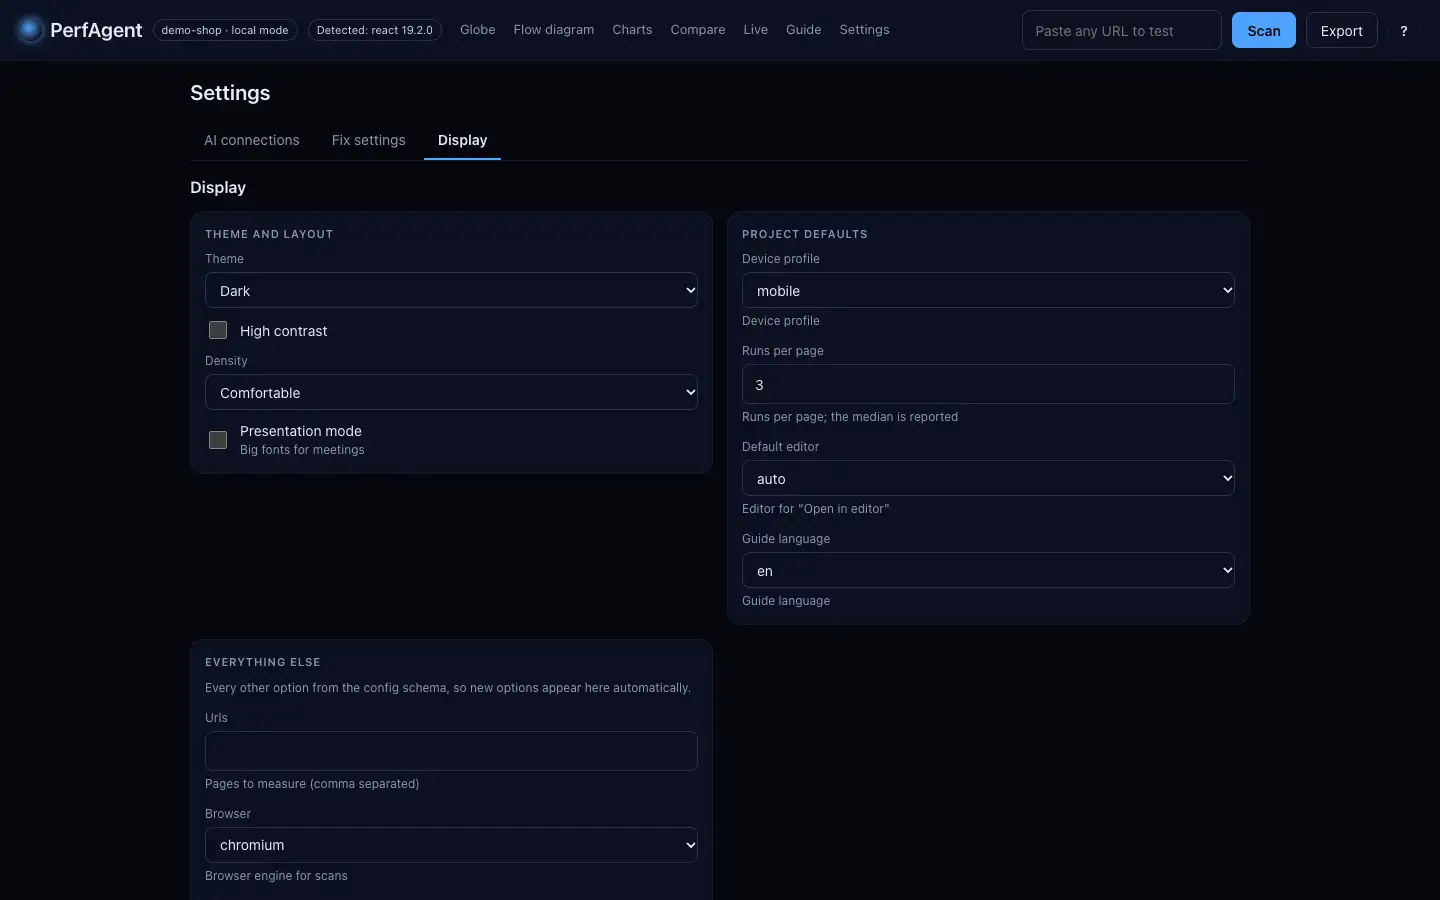 PerfAgent
demo-shop · local mode
Detected: react 19.2.0
Globe
Flow diagram
Charts
Compare
Live
Guide
Settings
Paste any URL to test
Scan
Export
?
Settings
AI connections
Fix settings
Display
Display
THEME AND LAYOUT
Theme
Dark
High contrast
Density
Comfortable
Presentation mode
Big fonts for meetings
PROJECT DEFAULTS
Device profile
mobile
Device profile
Runs per page
3
Runs per page; the median is reported
Default editor
auto
Editor for "Open in editor"
Guide language
en
Guide language
EVERYTHING ELSE
Every other option from the config schema, so new options appear here automatically.
Urls
Pages to measure (comma separated)
Browser
chromium
Browser engine for scans